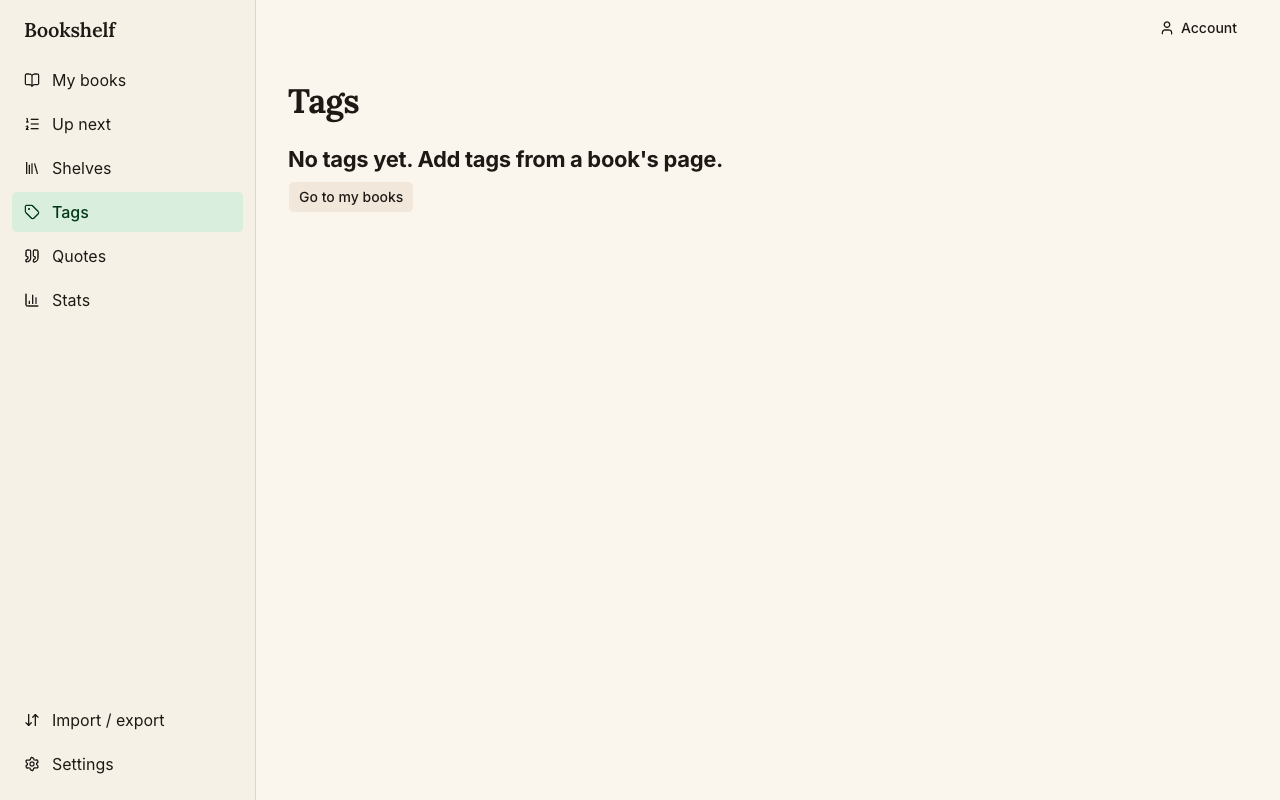 Bookshelf
My books
Up next
Shelves
Tags
Quotes
Stats
Import / export
Settings
Account
Tags
No tags yet. Add tags from a book's page.
Go to my books